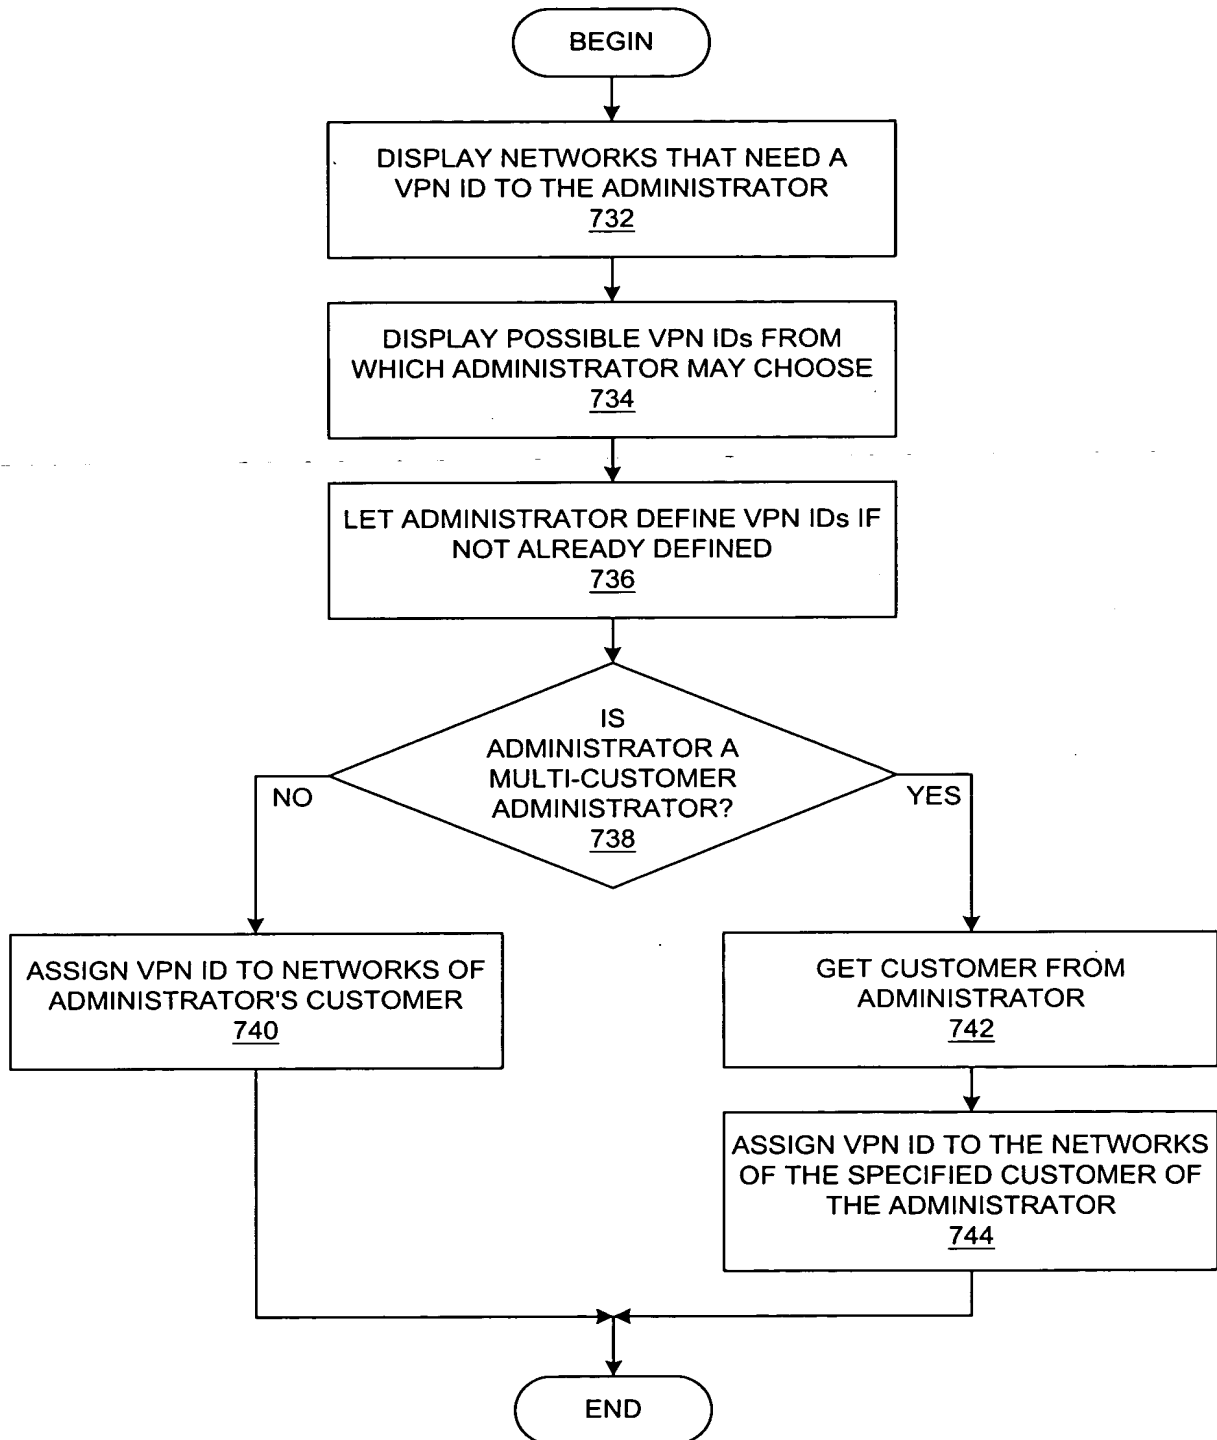 BEGIN
DISPLAY NETWORKS THAT NEED A
VPN ID TO THE ADMINISTRATOR
732
DISPLAY POSSIBLE VPN IDs FROM
WHICH ADMINISTRATOR MAY CHOOSE
734
LET ADMINISTRATOR DEFINE VPN IDs IF
NOT ALREADY DEFINED
736
IS
ADMINISTRATOR A
MULTI-CUSTOMER
ADMINISTRATOR?
738
NO
YES
ASSIGN VPN ID TO NETWORKS OF
ADMINISTRATOR'S CUSTOMER
740
GET CUSTOMER FROM
ADMINISTRATOR
742
ASSIGN VPN ID TO THE NETWORKS
OF THE SPECIFIED CUSTOMER OF
THE ADMINISTRATOR
744
END